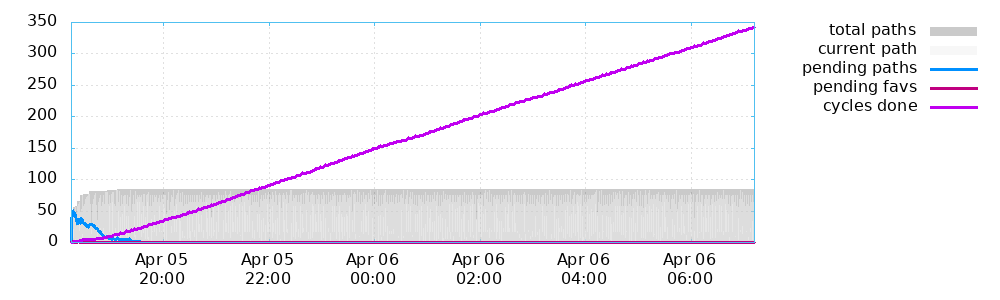 350
300
250
200
150
100
50
0
Apr 05 Apr 05 Apr 06 Apr 06 Apr 06 Apr 06
20:00 22:00 00:00 02:00 04:00 06:00
total paths
current path
pending paths
pending favs
cycles done